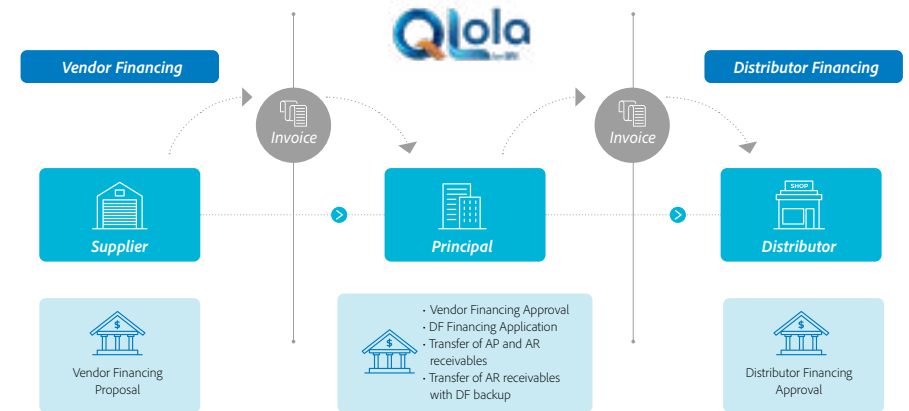 QLola
Vendor Financing
Distributor Financing
Invoice
Invoice
SHOP
Supplier
Principal
Distributor
$
Vendor Financing
Proposal
$
• Vendor Financing Approval
• DF Financing Application
• Transfer of AP and AR
receivables
• Transfer of AR receivables
with DF backup
$
Distributor Financing
Approval